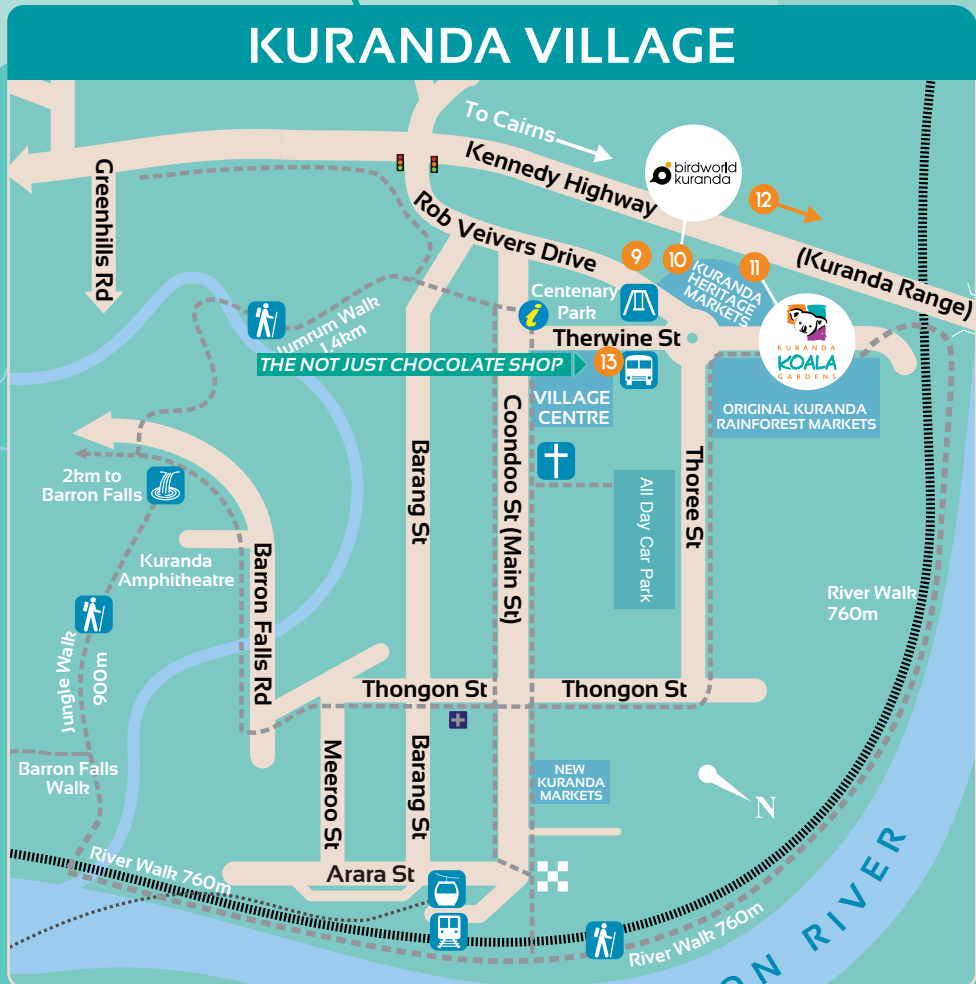 KURANDA VILLAGE
To Cairns
Kennedy Highway
birdworld
kuranda
12
(Kuranda Range)
Greenhills Rd
Rob Veivers Drive
9
10
11
KURANDA
HERITAGE
MARKETS
Centenary
Park
i
Jumrum Walk
1.4km
Therwine St
KURANDA
KOALA
GARDENS
THE NOT JUST CHOCOLATE SHOP
13
VILLAGE
CENTRE
ORIGINAL KURANDA
RAINFOREST MARKETS
Barang St
Coondoo St (Main St)
Thoree St
All Day Car Park
2km to
Barron Falls
Kuranda
Amphitheatre
Barron Falls Rd
River Walk
760m
Jungle Walk
900m
Thongon St
Thongon St
Barron Falls
Walk
Meeroo St
Barang St
NEW
KURANDA
MARKETS
N
River Walk 760m
Arara St
River Walk 760m
ON RIVER